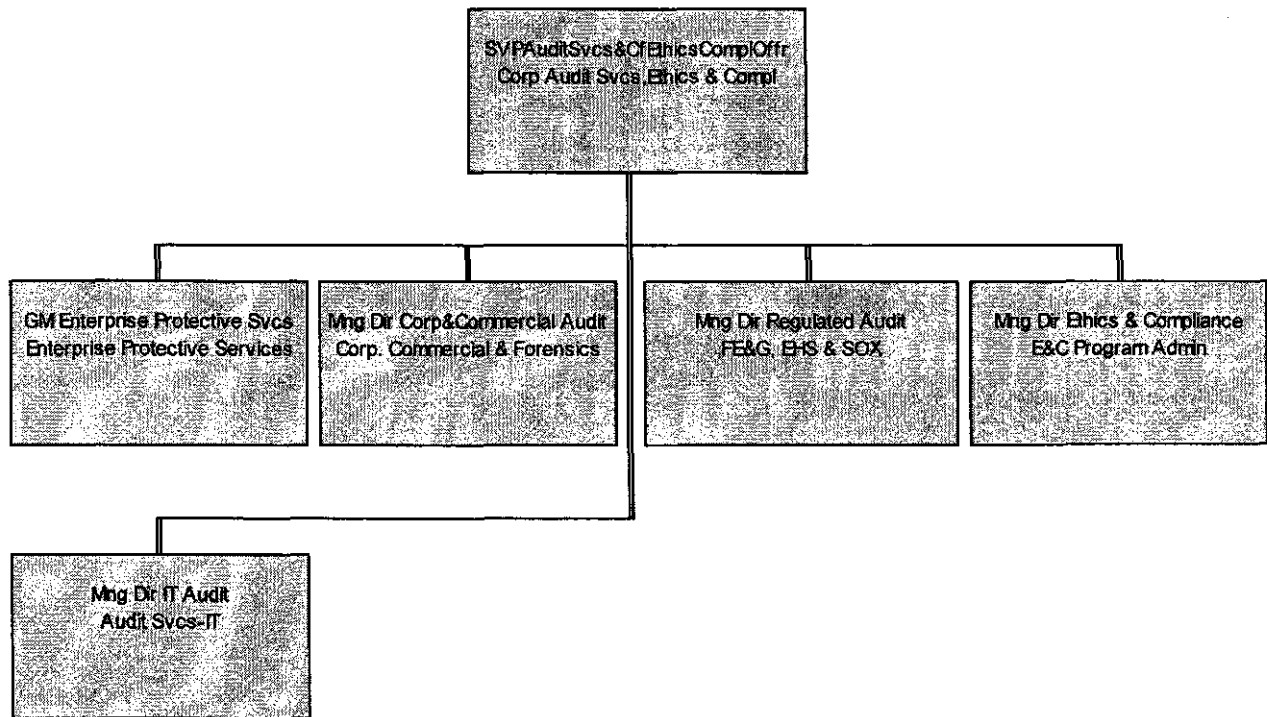 SVPAuditSvcs&CfEthicsComplOffr
Corp Audit Svcs, Ethics & Compl
GM Enterprise Protective Svcs
Enterprise Protective Services
Mng Dir Corp&Commercial Audit
Corp. Commercial & Forensics
Mng Dir Regulated Audit
FE&G, EHS & SOX
Mng Dir Ethics & Compliance
E&C Program Admin
Mng Dir IT Audit
Audit Svcs-IT